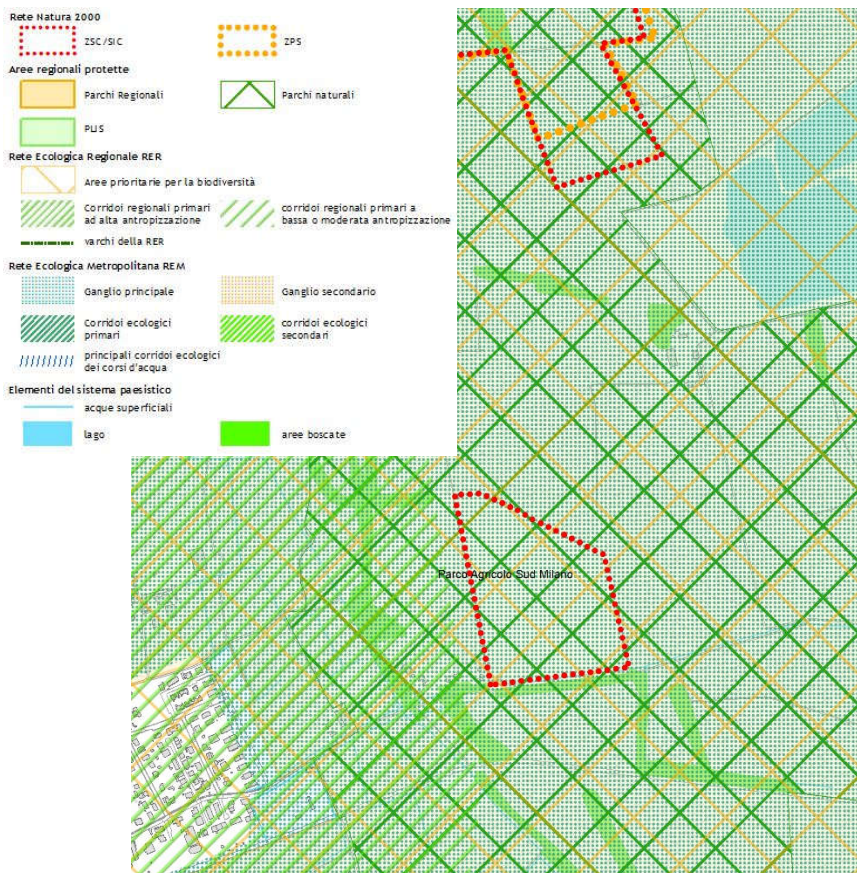 Rete Natura 2000
ZSC/SIC
ZPS
Aree regionali protette
Parchi Regionali
Parchi naturali
PLIS
Rete Ecologica Regionale RER
Aree prioritarie per la biodiversità
Corridoi regionali primari
ad alta antropizzazione
corridoi regionali primari a
bassa o moderata antropizzazione
varchi della RER
Rete Ecologica Metropolitana REM
Ganglio principale
Ganglio secondario
Corridoi ecologici
primari
corridoi ecologici
secondari
principali corridoi ecologici
dei corsi d'acqua
Elementi del sistema paesistico
acque superficiali
lago
aree boscate
Parco Agricolo Sud Milano